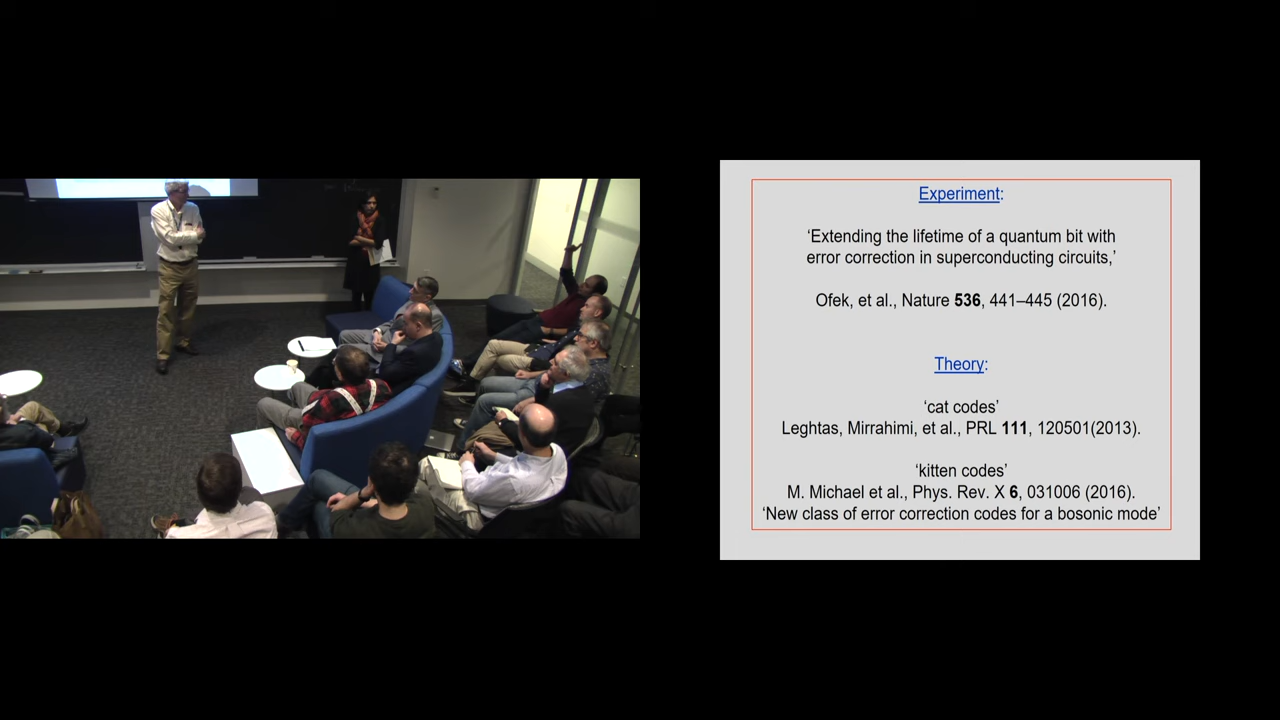 Experiment:
‘Extending the lifetime of a quantum bit with
error correction in superconducting circuits,’
Ofek, et al., Nature 536, 441–445 (2016).
Theory:
‘cat codes’
Leghtas, Mirrahimi, et al., PRL 111, 120501(2013).
‘kitten codes’
M. Michael et al., Phys. Rev. X 6, 031006 (2016).
‘New class of error correction codes for a bosonic mode’